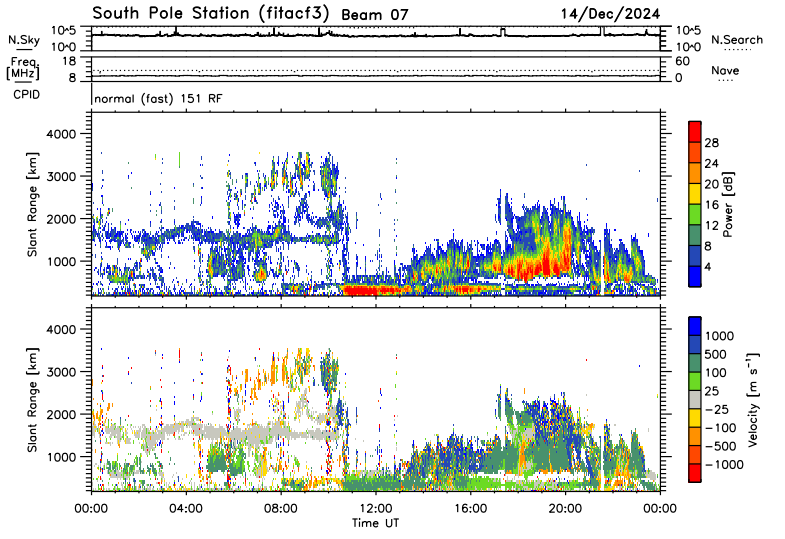 South Pole Station (fitacf3) Beam 07 14/Dec/2024
N.Sky 10^5 10^0 10^5 10^0 N.Search
Freq. [MHz] 18 8 60 0 Nave
CPID normal (fast) 151 RF
Slant Range [km] 4000 3000 2000 1000
Power [dB] 28 24 20 16 12 8 4
Slant Range [km] 4000 3000 2000 1000
Velocity [m s^-1] 1000 500 100 25 -25 -100 -500 -1000
00:00 04:00 08:00 12:00 16:00 20:00 00:00
Time UT